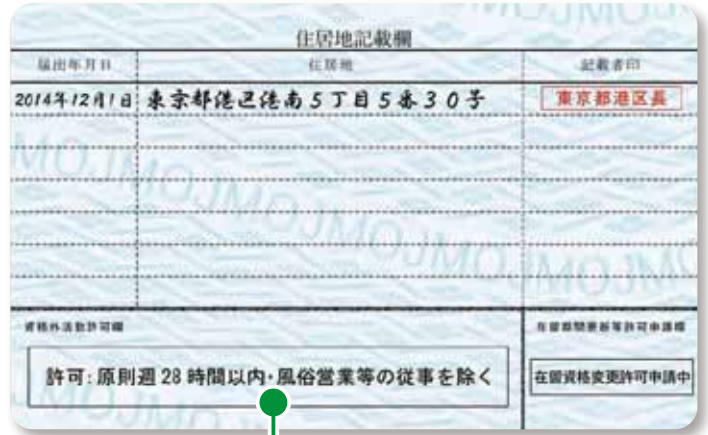 住居地記載欄
届出年月日 住居地 記載者印
2014年12月1日 東京都港区港南5丁目5番30号 東京都港区長
MOJMOJMOJMOJMOJ
資格外活動許可欄 在留期間更新等許可申請欄
許可:原則週28時間以内・風俗営業等の従事を除く 在留資格変更許可申請中